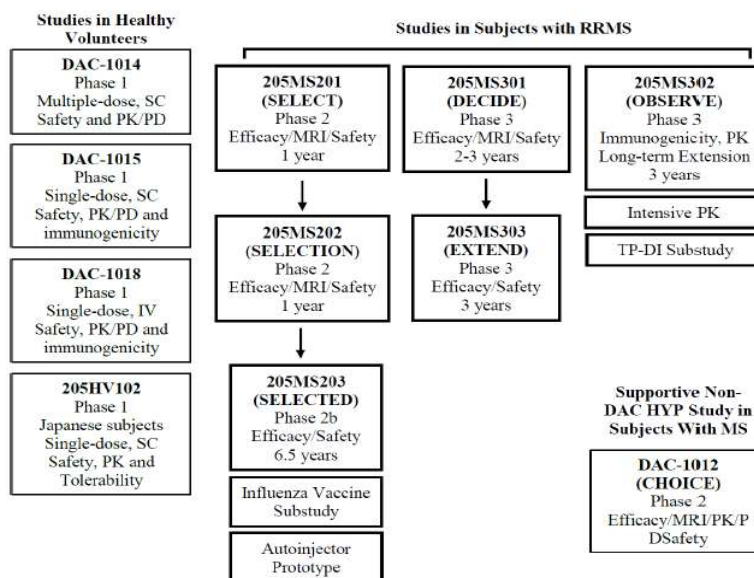 Studies in Healthy
Volunteers
DAC-1014
Phase 1
Multiple-dose, SC
Safety and PK/PD
DAC-1015
Phase 1
Single-dose, SC
Safety, PK/PD and
immunogenicity
DAC-1018
Phase 1
Single-dose, IV
Safety, PK/PD and
immunogenicity
205HV102
Phase 1
Japanese subjects
Single-dose, SC
Safety, PK and
Tolerability
Studies in Subjects with RRMS
205MS201
(SELECT)
Phase 2
Efficacy/MRI/Safety
1 year
205MS202
(SELECTION)
Phase 2
Efficacy/MRI/Safety
1 year
205MS203
(SELECTED)
Phase 2b
Efficacy/Safety
6.5 years
Influenza Vaccine
Substudy
Autoinjector
Prototype
205MS301
(DECIDE)
Phase 3
Efficacy/MRI/Safety
2-3 years
205MS303
(EXTEND)
Phase 3
Efficacy/Safety
3 years
205MS302
(OBSERVE)
Phase 3
Immunogenicity, PK
Long-term Extension
3 years
Intensive PK
TP-DI Substudy
Supportive Non-
DAC HYP Study in
Subjects With MS
DAC-1012
(CHOICE)
Phase 2
Efficacy/MRI/PK/P
DSafety